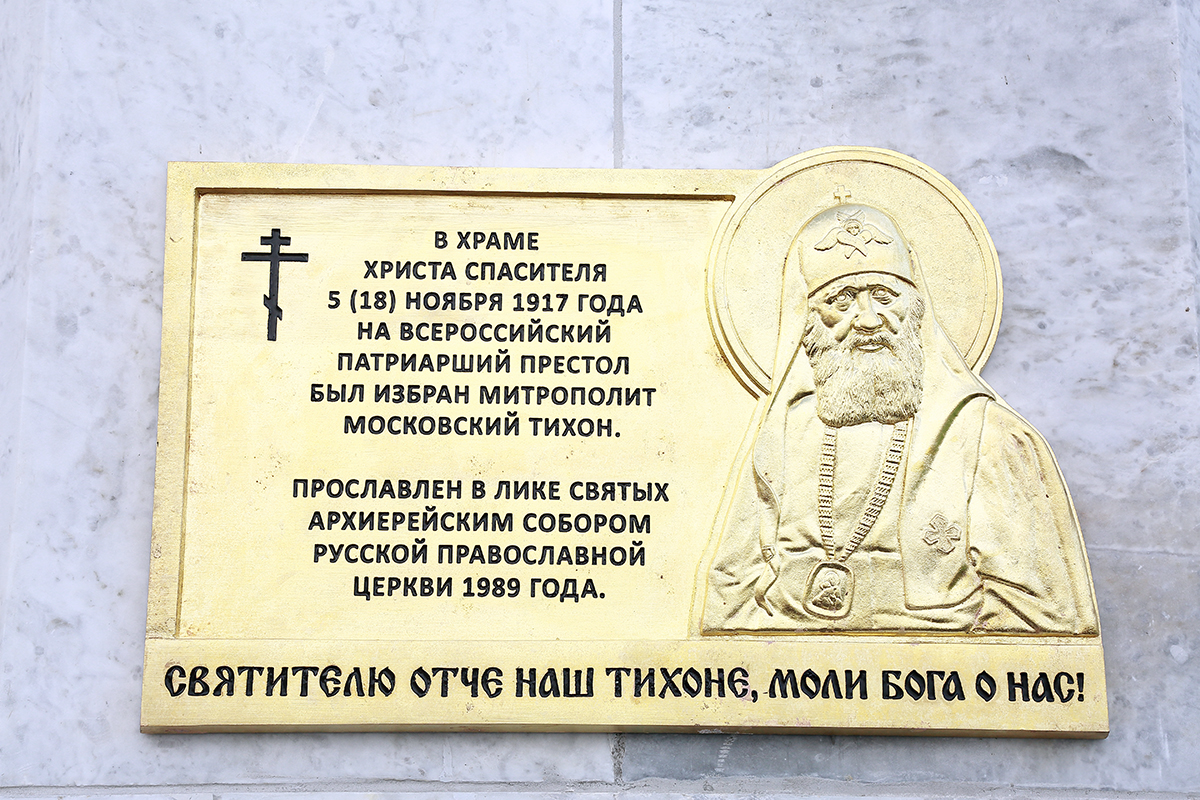 В ХРАМЕ
ХРИСТА СПАСИТЕЛЯ
5 (18) НОЯБРЯ 1917 ГОДА
НА ВСЕРОССИЙСКИЙ
ПАТРИАРШИЙ ПРЕСТОЛ
БЫЛ ИЗБРАН МИТРОПОЛИТ
МОСКОВСКИЙ ТИХОН.
ПРОСЛАВЛЕН В ЛИКЕ СВЯТЫХ
АРХИЕРЕЙСКИМ СОБОРОМ
РУССКОЙ ПРАВОСЛАВНОЙ
ЦЕРКВИ 1989 ГОДА.
СВЯТИТЕЛЮ ОТЧЕ НАШ ТИХОНЕ, МОЛИ БОГА О НАС!